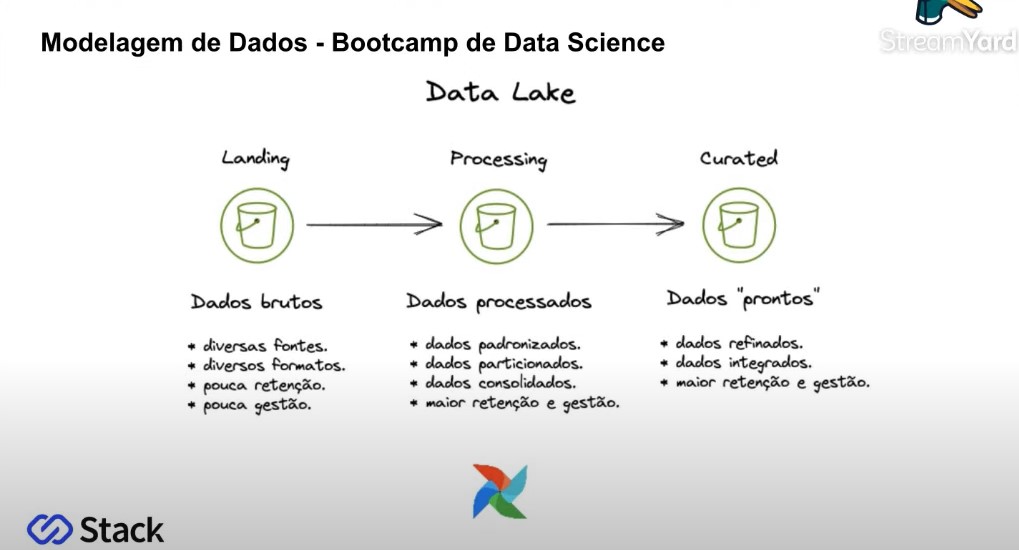 Modelagem de Dados - Bootcamp de Data Science
StreamYard
Data Lake
Landing
Processing
Curated
Dados brutos
* diversas fontes.
* diversos formatos.
* pouca retenção.
* pouca gestão.
Dados processados
* dados padronizados.
* dados particionados.
* dados consolidados.
* maior retenção e gestão.
Dados "prontos"
* dados refinados.
* dados integrados.
* maior retenção e gestão.
Stack